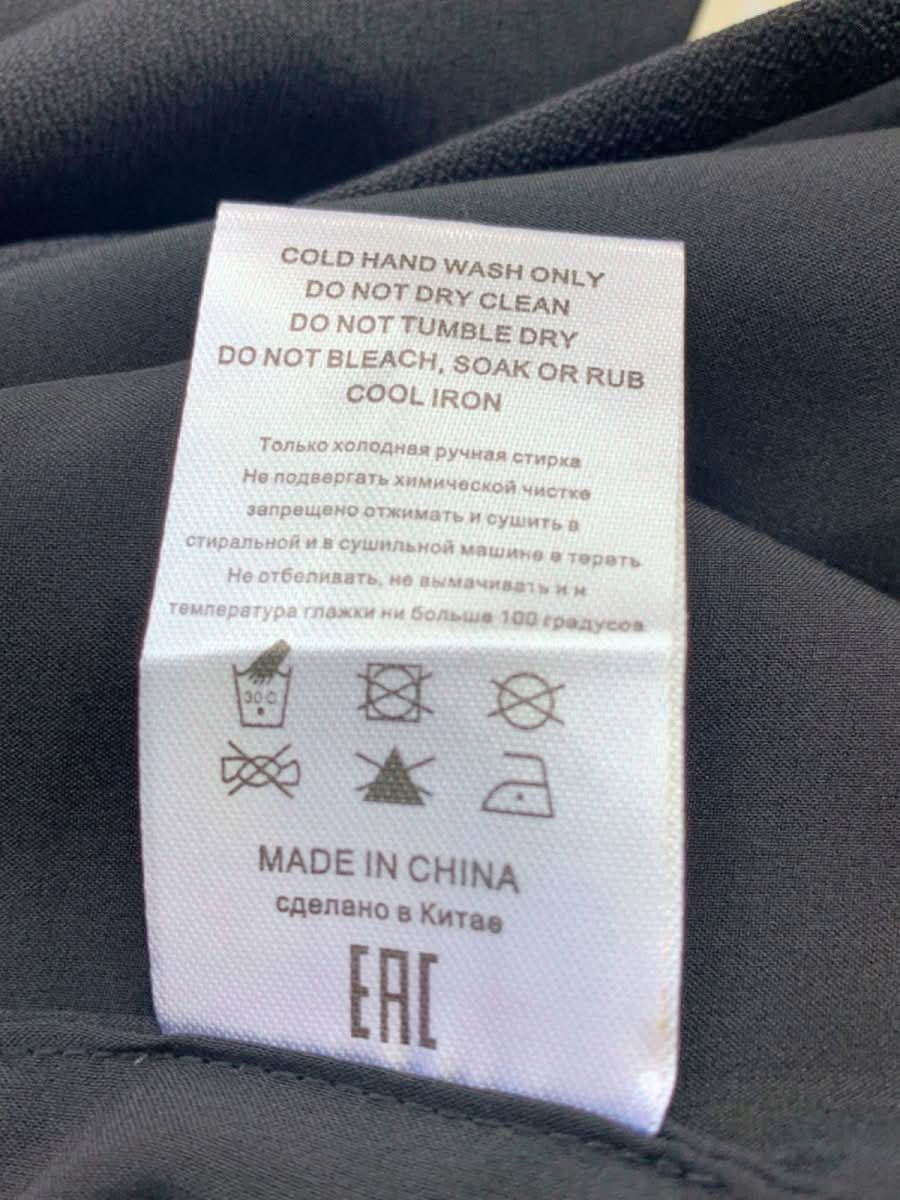 COLD HAND WASH ONLY
DO NOT DRY CLEAN
DO NOT TUMBLE DRY
DO NOT BLEACH, SOAK OR RUB
COOL IRON
Только холодная ручная стирка
Не подвергать химической чистке
запрещено отжимать и сушить в
стиральной и в сушильной машине в тереть
Не отбеливать, не вымачивать и н
температура глажки ни больше 100 градусов
30°C
MADE IN CHINA
сделано в Китае
EAC